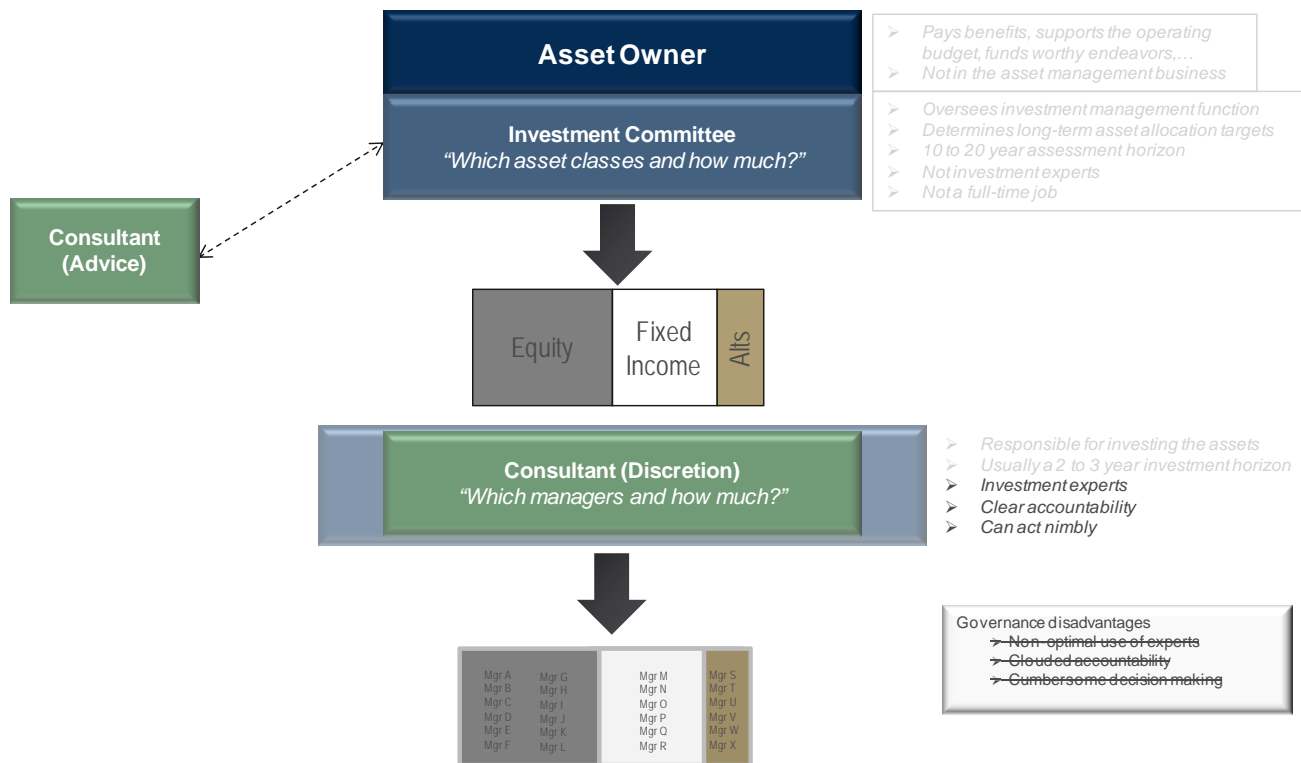 Asset Owner
➢ Pays benefits, supports the operating
budget, funds worthy endeavors,…
➢ Not in the asset management business
Investment Committee
“Which asset classes and how much?”
➢ Oversees investment management function
➢ Determines long-term asset allocation targets
➢ 10 to 20 year assessment horizon
➢ Not investment experts
➢ Not a full-time job
Consultant
(Advice)
Equity
Fixed
Income
Alts
Consultant (Discretion)
“Which managers and how much?”
➢ Responsible for investing the assets
➢ Usually a 2 to 3 year investment horizon
➢ Investment experts
➢ Clear accountability
➢ Can act nimbly
Governance disadvantages
➢ Non-optimal use of experts
➢ Clouded accountability
➢ Cumbersome decision making
Mgr A
Mgr B
Mgr C
Mgr D
Mgr E
Mgr F
Mgr G
Mgr H
Mgr I
Mgr J
Mgr K
Mgr L
Mgr M
Mgr N
Mgr O
Mgr P
Mgr Q
Mgr R
Mgr S
Mgr T
Mgr U
Mgr V
Mgr W
Mgr X